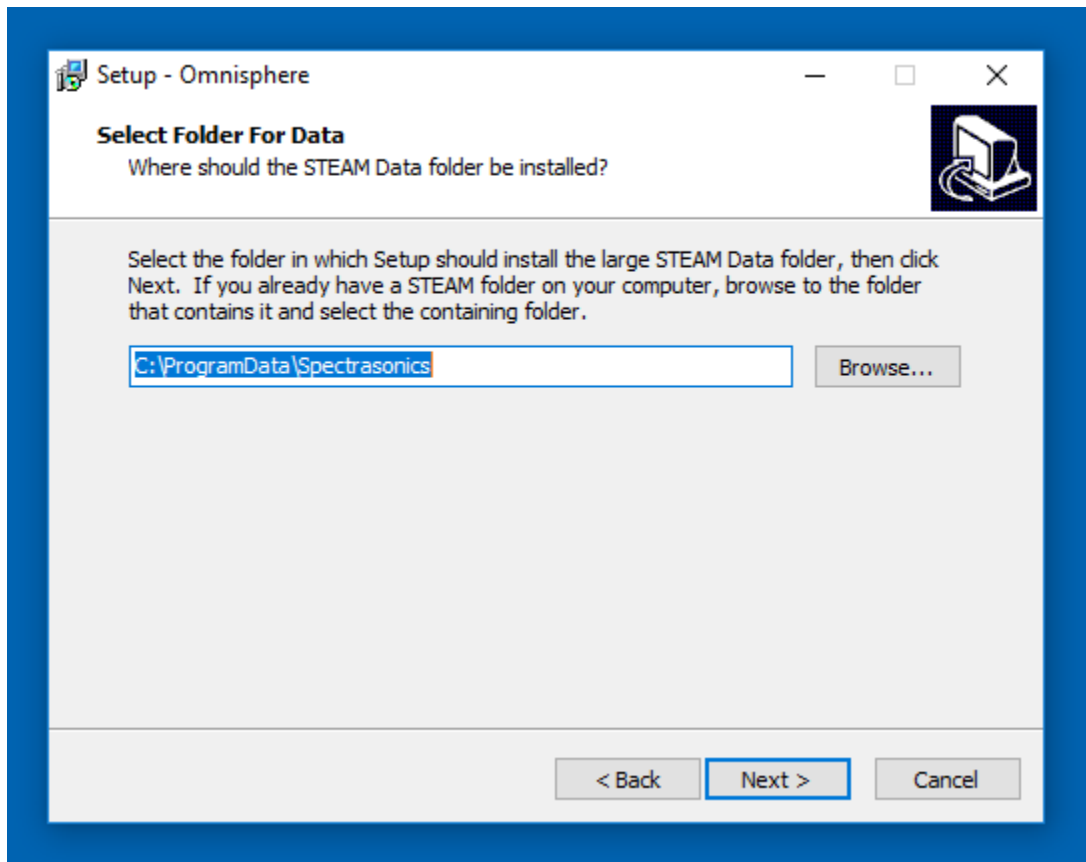 Setup - Omnisphere
Select Folder For Data
Where should the STEAM Data folder be installed?
Select the folder in which Setup should install the large STEAM Data folder, then click
Next.  If you already have a STEAM folder on your computer, browse to the folder
that contains it and select the containing folder.
C:\ProgramData\Spectrasonics
Browse...
< Back
Next >
Cancel